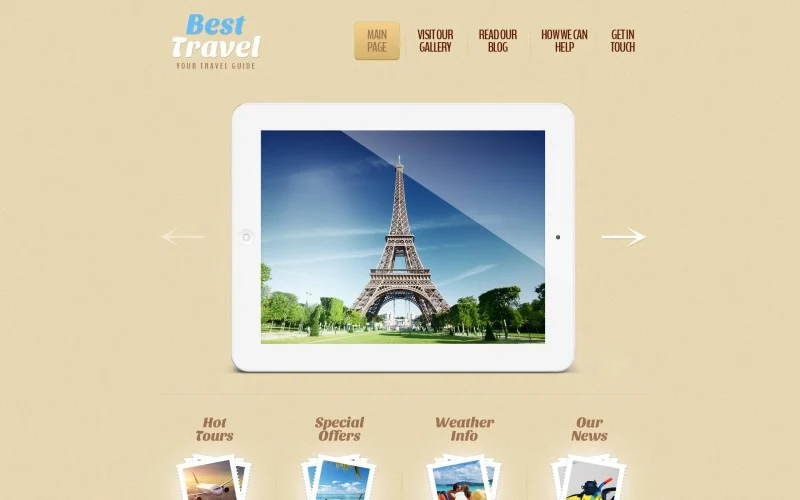 Best
Travel
YOUR TRAVEL GUIDE
MAIN
PAGE
VISIT OUR
GALLERY
READ OUR
BLOG
HOW WE CAN
HELP
GET IN
TOUCH
Hot
Tours
Special
Offers
Weather
Info
Our
News